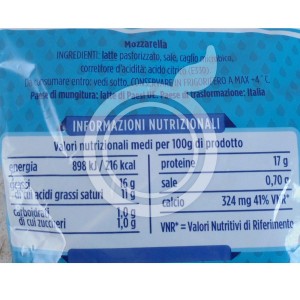 Mozzarella
INGREDIENTI: latte pastorizzato, sale, caglio microbico,
correttore d'acidità: acido citrico (E330)
Da consumare entro: vedi sotto. CONSERVARE IN FRIGORIFERO A MAX +4°C
Paese di mungitura: latte di Paesi UE Paese di trasformazione: Italia
INFORMAZIONI NUTRIZIONALI
Valori nutrizionali medi per 100g di prodotto
energia 898 kJ / 216 kcal
grassi 16 g
-di cui acidi grassi saturi 11 g
carboidrati 1,0 g
di cui zuccheri 1,0 g
proteine 17 g
sale 0,70 g
calcio 324 mg 41% VNR*
VNR* = Valori Nutritivi di Riferimento